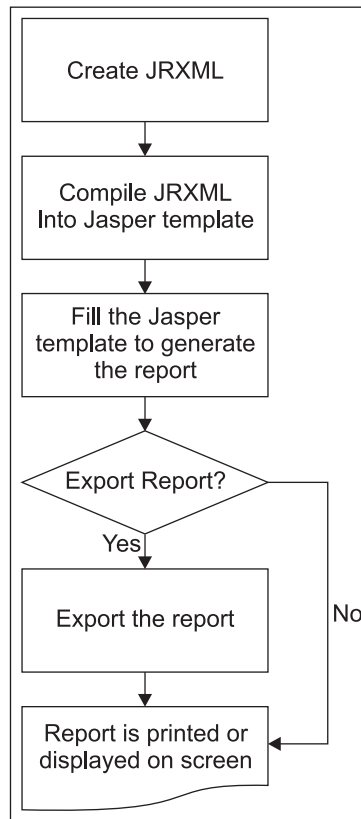 Create JRXML
Compile JRXML
Into Jasper template
Fill the Jasper
template to generate
the report
Export Report?
Yes
Export the report
No
Report is printed or
displayed on screen